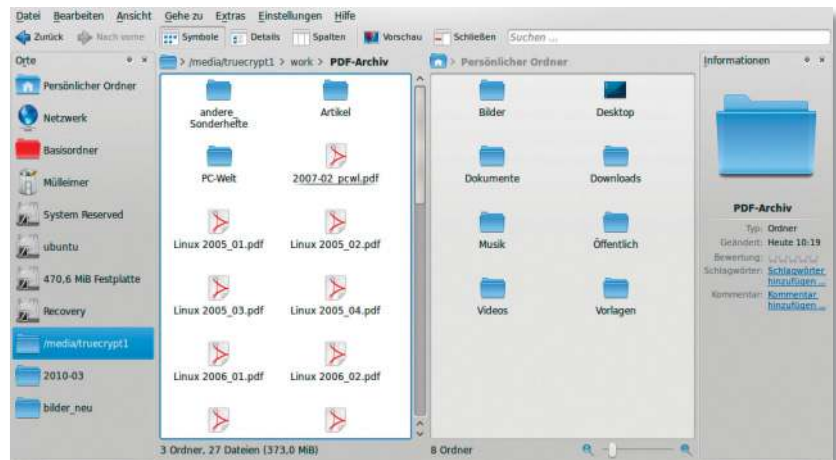 Datei Bearbeiten Ansicht Gehe zu Extras Einstellungen Hilfe
Zurück Nach vorne Symbole Details Spalten Vorschau Schließen Suchen ...
Orte
Persönlicher Ordner
Netzwerk
Basisordner
Mülleimer
System Reserved
ubuntu
470,6 MiB Festplatte
Recovery
/media/truecrypt1
2010-03
bilder_neu
> /media/truecrypt1 > work > PDF-Archiv
andere_
Sonderhefte
Artikel
PC-Welt
2007-02_pcwl.pdf
Linux 2005_01.pdf
Linux 2005_02.pdf
Linux 2005_03.pdf
Linux 2005_04.pdf
Linux 2006_01.pdf
Linux 2006_02.pdf
3 Ordner, 27 Dateien (373,0 MiB)
> Persönlicher Ordner
Bilder
Desktop
Dokumente
Downloads
Musik
Öffentlich
Videos
Vorlagen
8 Ordner
Informationen
PDF-Archiv
Typ: Ordner
Geändert: Heute 10:19
Bewertung:
Schlagwörter: Schlagwörter
hinzufügen ...
Kommentar: Kommentar
hinzufügen ...